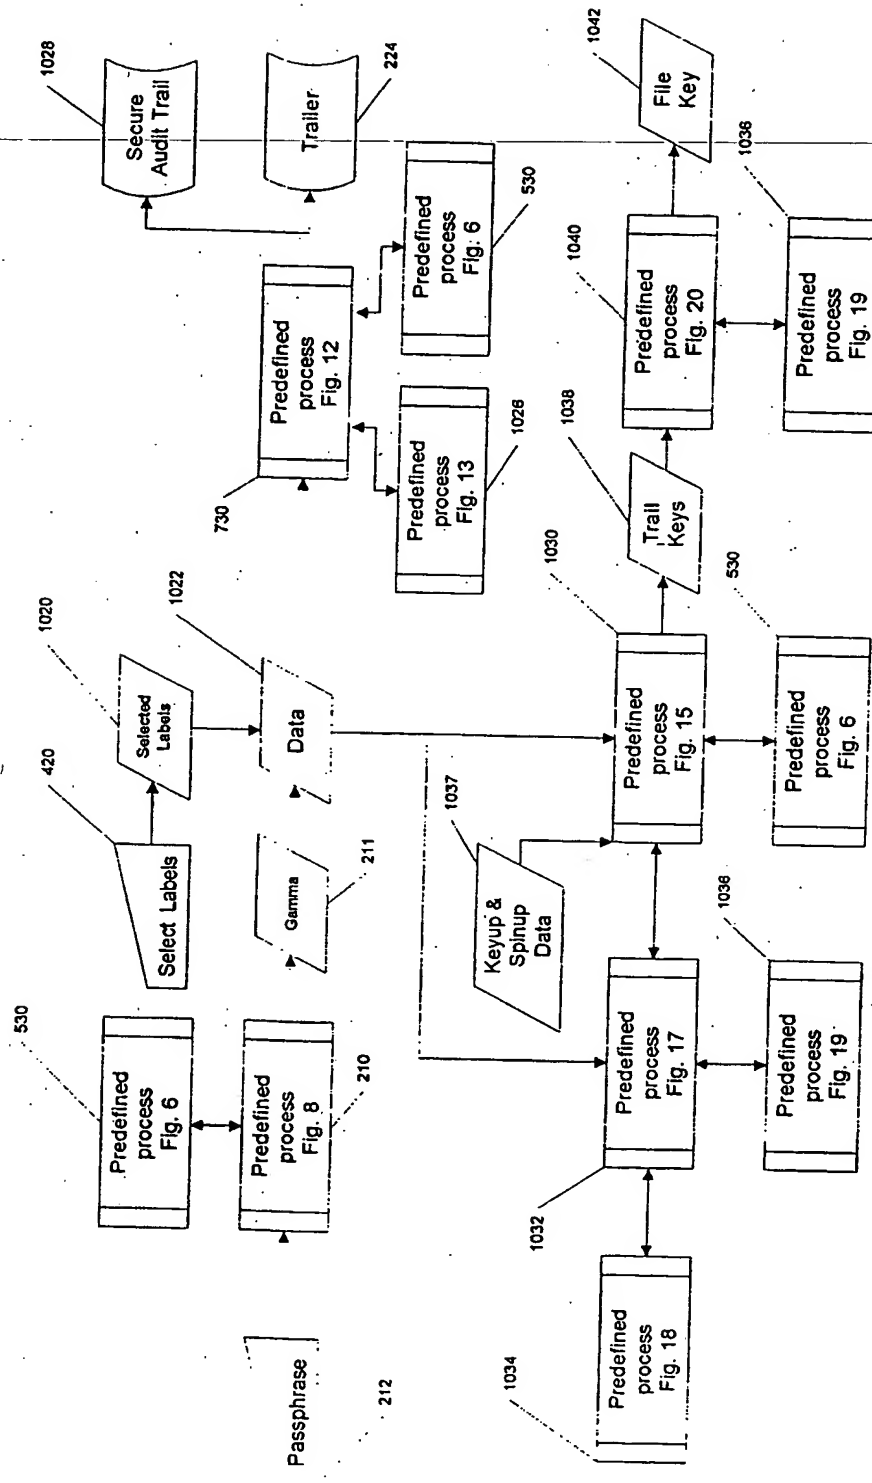 Passphrase
212
530
Predefined
process
Fig. 6
Predefined
process
Fig. 8
210
420
Select Labels
1020
Selected
Labels
Gamma
211
Data
1022
730
Predefined
process
Fig. 12
Predefined
process
Fig. 13
1026
Predefined
process
Fig. 6
530
Secure
Audit Trail
1028
Trailer
224
1034
Predefined
process
Fig. 18
1032
Predefined
process
Fig. 17
Predefined
process
Fig. 19
1036
1037
Keyup &
Spinup
Data
1030
Predefined
process
Fig. 15
Predefined
process
Fig. 6
530
1038
Trail
Keys
1040
Predefined
process
Fig. 20
Predefined
process
Fig. 19
1036
1042
File
Key